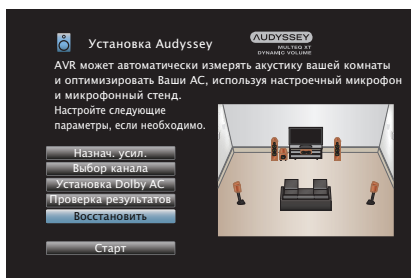 Установка Audyssey
AUDYSSEY
MULTEQ XT
DYNAMIC VOLUME
AVR может автоматически измерять акустику вашей комнаты
и оптимизировать Ваши АС, используя настроечный микрофон
и микрофонный стенд.
Настройте следующие
параметры, если необходимо.
Назнач. усил.
Выбор канала
Установка Dolby АС
Проверка результатов
Восстановить
Старт